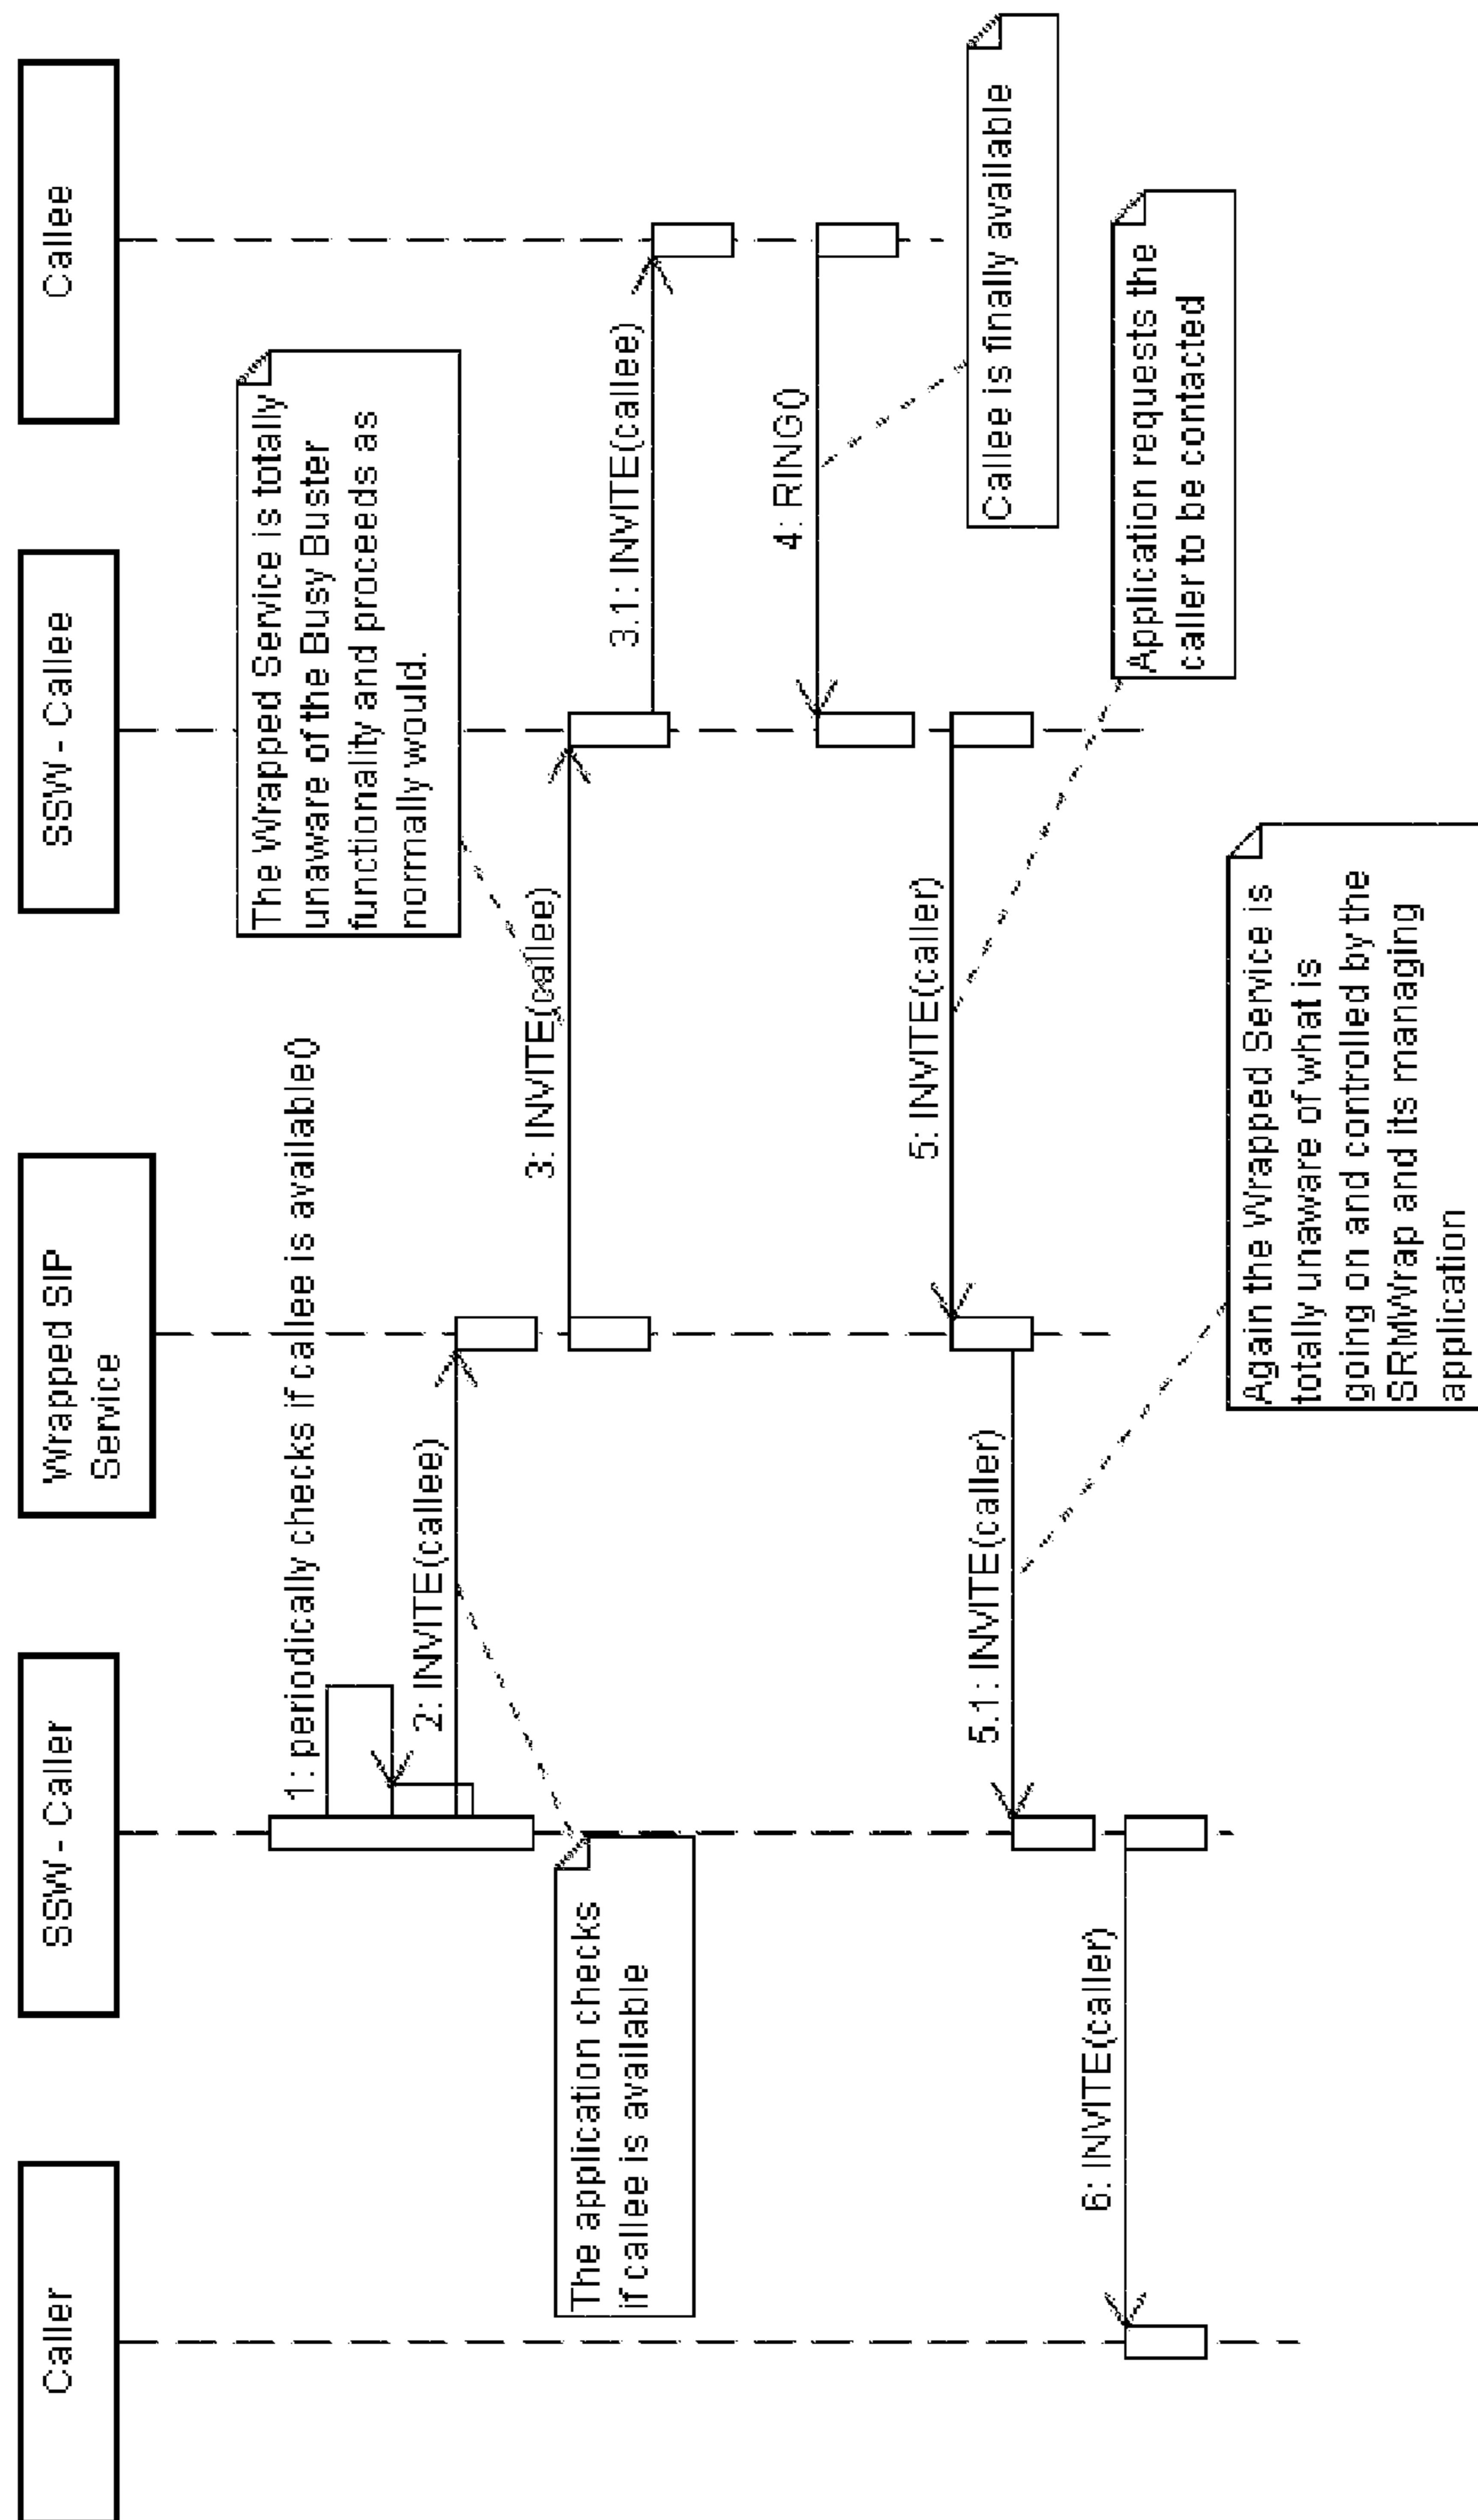 Caller
SSW - Caller
Wrapped SIP
Service
SSW - Callee
Callee
The Wrapped Service is totally
unaware of the Busy Buster
functionality and proceeds as
normally would.
1: periodically checks if callee is available()
2: INVITE(callee)
3: INVITE(callee)
The application checks
if callee is available
3.1: INVITE(callee)
4: RING()
5: INVITE(caller)
5.1: INVITE(caller)
Callee is finally available
6: INVITE(caller)
Application requests the
caller to be contacted
Again the Wrapped Service is
totally unaware of what is
going on and controlled by the
SRMWrap and its managing
application